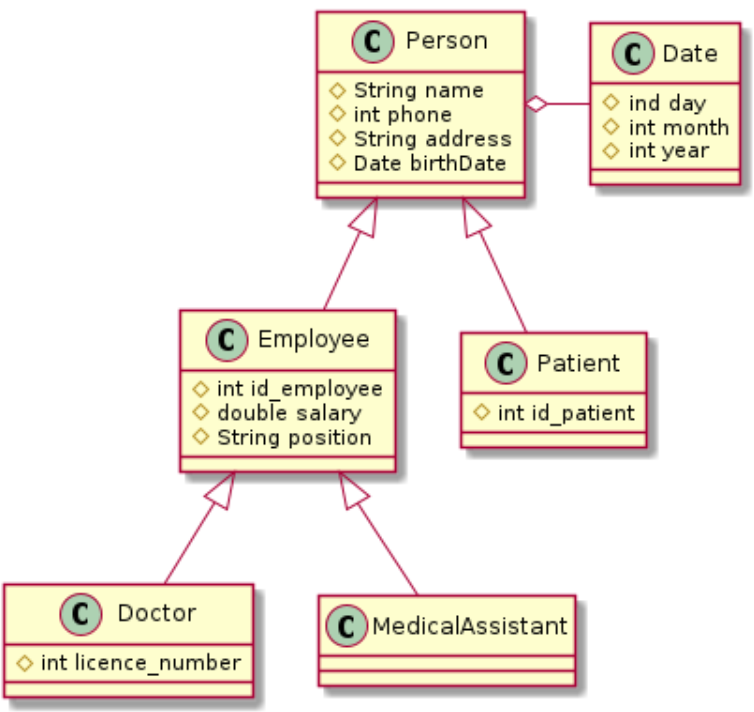 C Person
String name
int phone
String address
Date birthDate
C Date
ind day
int month
int year
C Employee
int id_employee
double salary
String position
C Patient
int id_patient
C Doctor
int licence_number
C MedicalAssistant